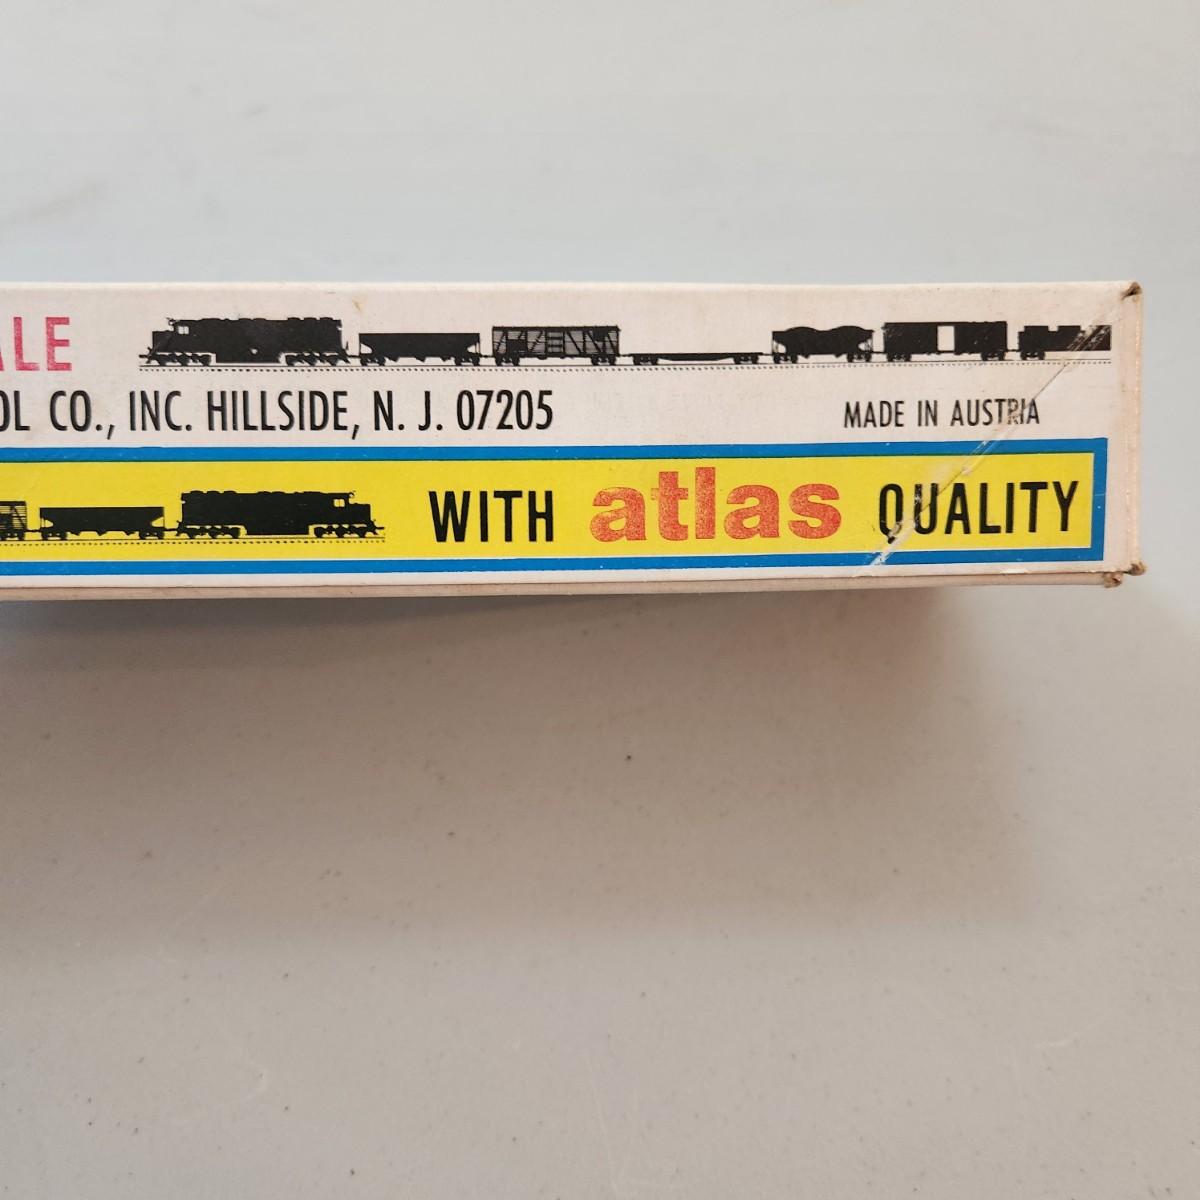 ALE
OL CO., INC. HILLSIDE, N. J. 07205 MADE IN AUSTRIA
WITH atlas QUALITY